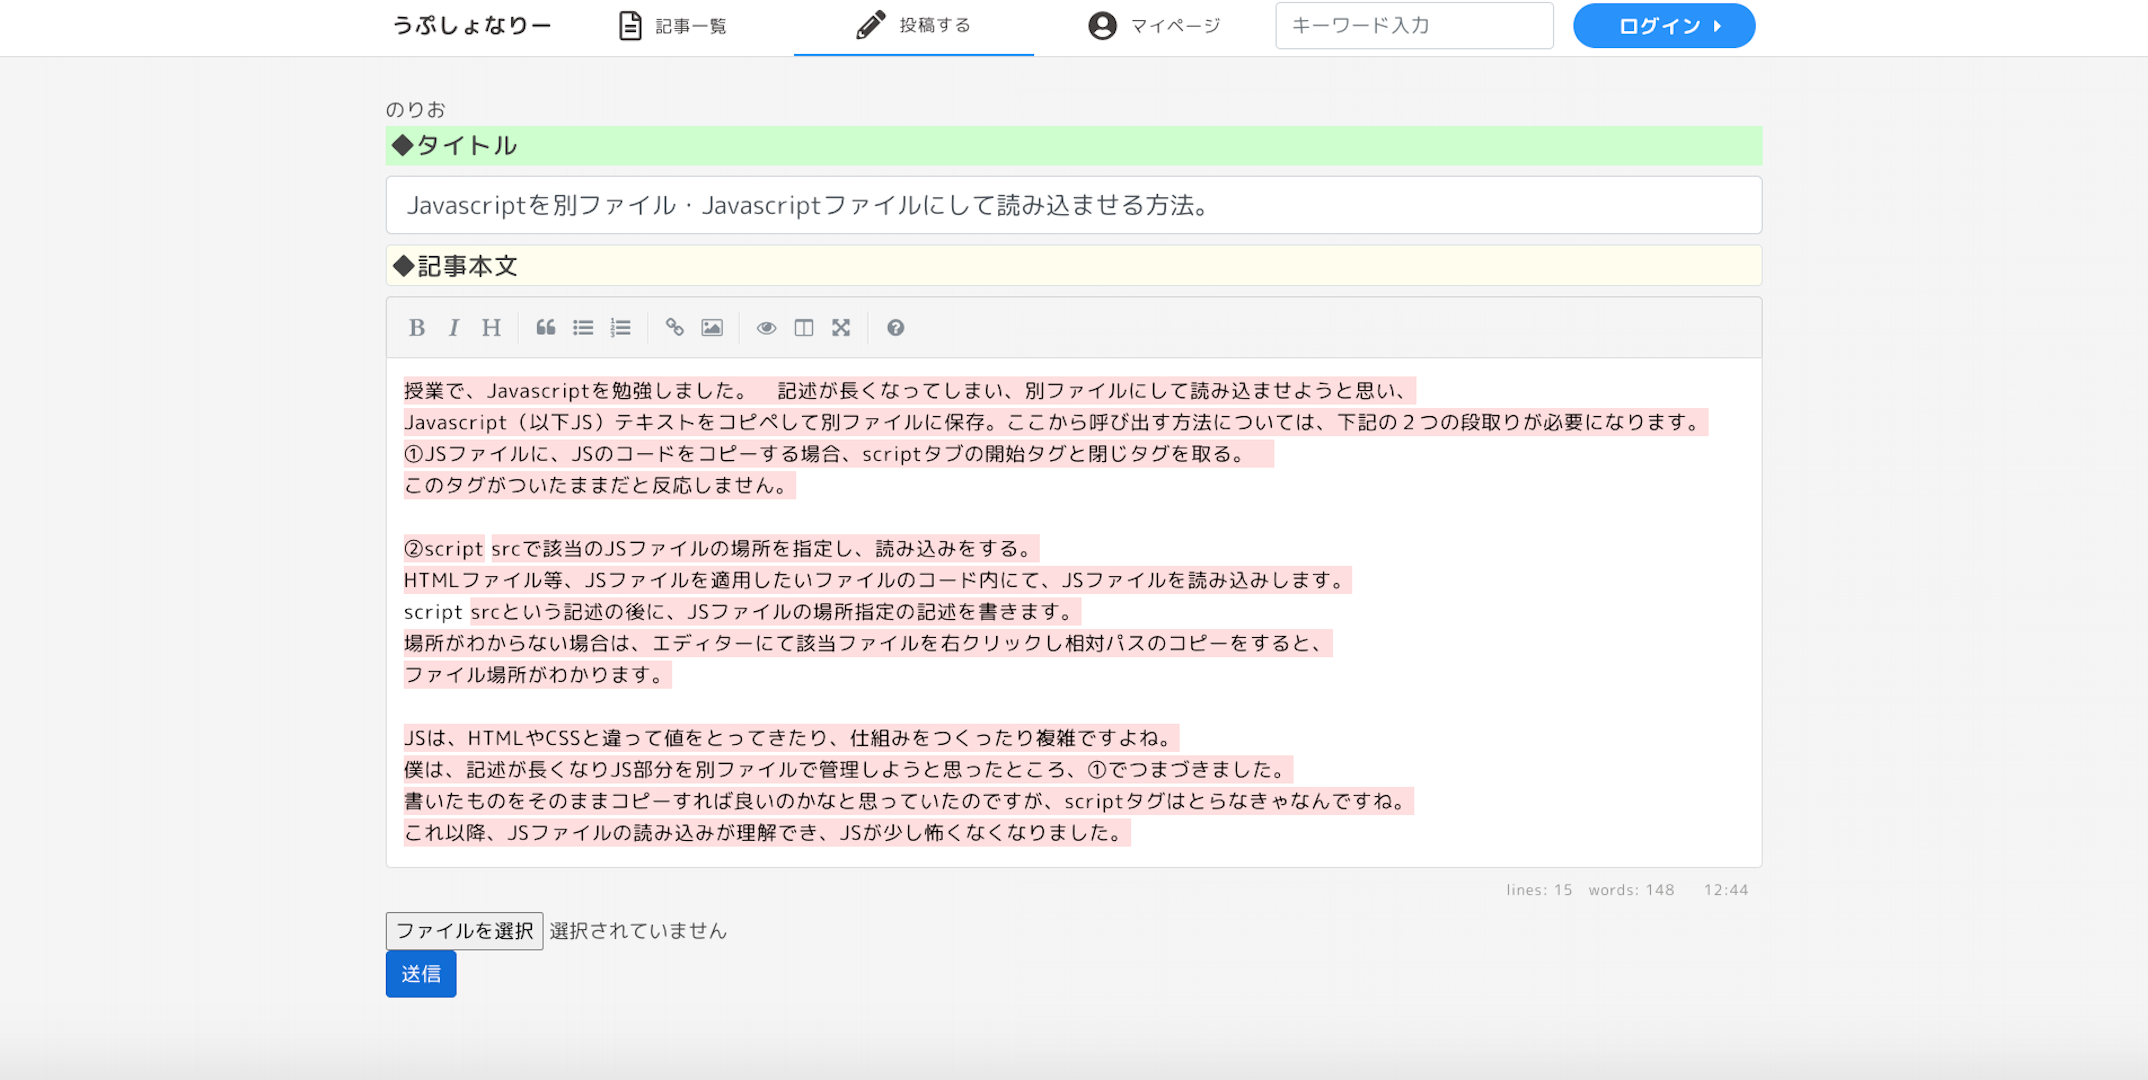 うぷしょなりー
記事一覧
投稿する
マイページ
キーワード入力
ログイン
のりお
◆タイトル
Javascriptを別ファイル・Javascriptファイルにして読み込ませる方法。
◆記事本文
B I H
授業で、Javascriptを勉強しました。　記述が長くなってしまい、別ファイルにして読み込ませようと思い、
Javascript（以下JS）テキストをコピペして別ファイルに保存。ここから呼び出す方法については、下記の２つの段取りが必要になります。
①JSファイルに、JSのコードをコピーする場合、scriptタブの開始タグと閉じタグを取る。
このタグがついたままだと反応しません。
②script srcで該当のJSファイルの場所を指定し、読み込みをする。
HTMLファイル等、JSファイルを適用したいファイルのコード内にて、JSファイルを読み込みします。
script srcという記述の後に、JSファイルの場所指定の記述を書きます。
場所がわからない場合は、エディターにて該当ファイルを右クリックし相対パスのコピーをすると、
ファイル場所がわかります。
JSは、HTMLやCSSと違って値をとってきたり、仕組みをつくったり複雑ですよね。
僕は、記述が長くなりJS部分を別ファイルで管理しようと思ったところ、①でつまづきました。
書いたものをそのままコピーすれば良いのかなと思っていたのですが、scriptタグはとらなきゃなんですね。
これ以降、JSファイルの読み込みが理解でき、JSが少し怖くなくなりました。
lines: 15 words: 148 12:44
ファイルを選択 選択されていません
送信